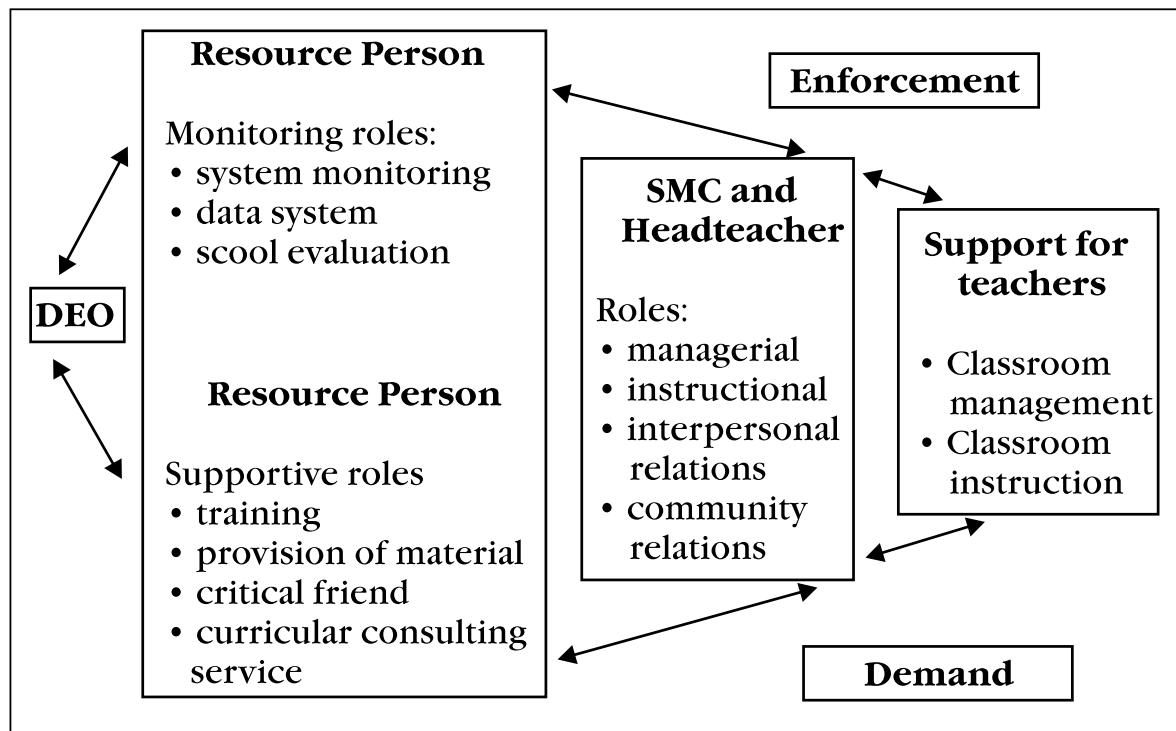 Resource Person
Monitoring roles:
• system monitoring
• data system
• scool evaluation
DEO
Resource Person
Supportive roles
• training
• provision of material
• critical friend
• curricular consulting
service
Enforcement
SMC and
Headteacher
Roles:
• managerial
• instructional
• interpersonal
relations
• community
relations
Support for
teachers
• Classroom
management
• Classroom
instruction
Demand